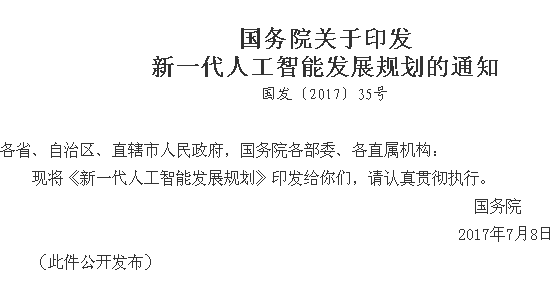 国务院关于印发
新一代人工智能发展规划的通知
国发〔2017〕35号
各省、自治区、直辖市人民政府，国务院各部委、各直属机构：
现将《新一代人工智能发展规划》印发给你们，请认真贯彻执行。
国务院
2017年7月8日
（此件公开发布）